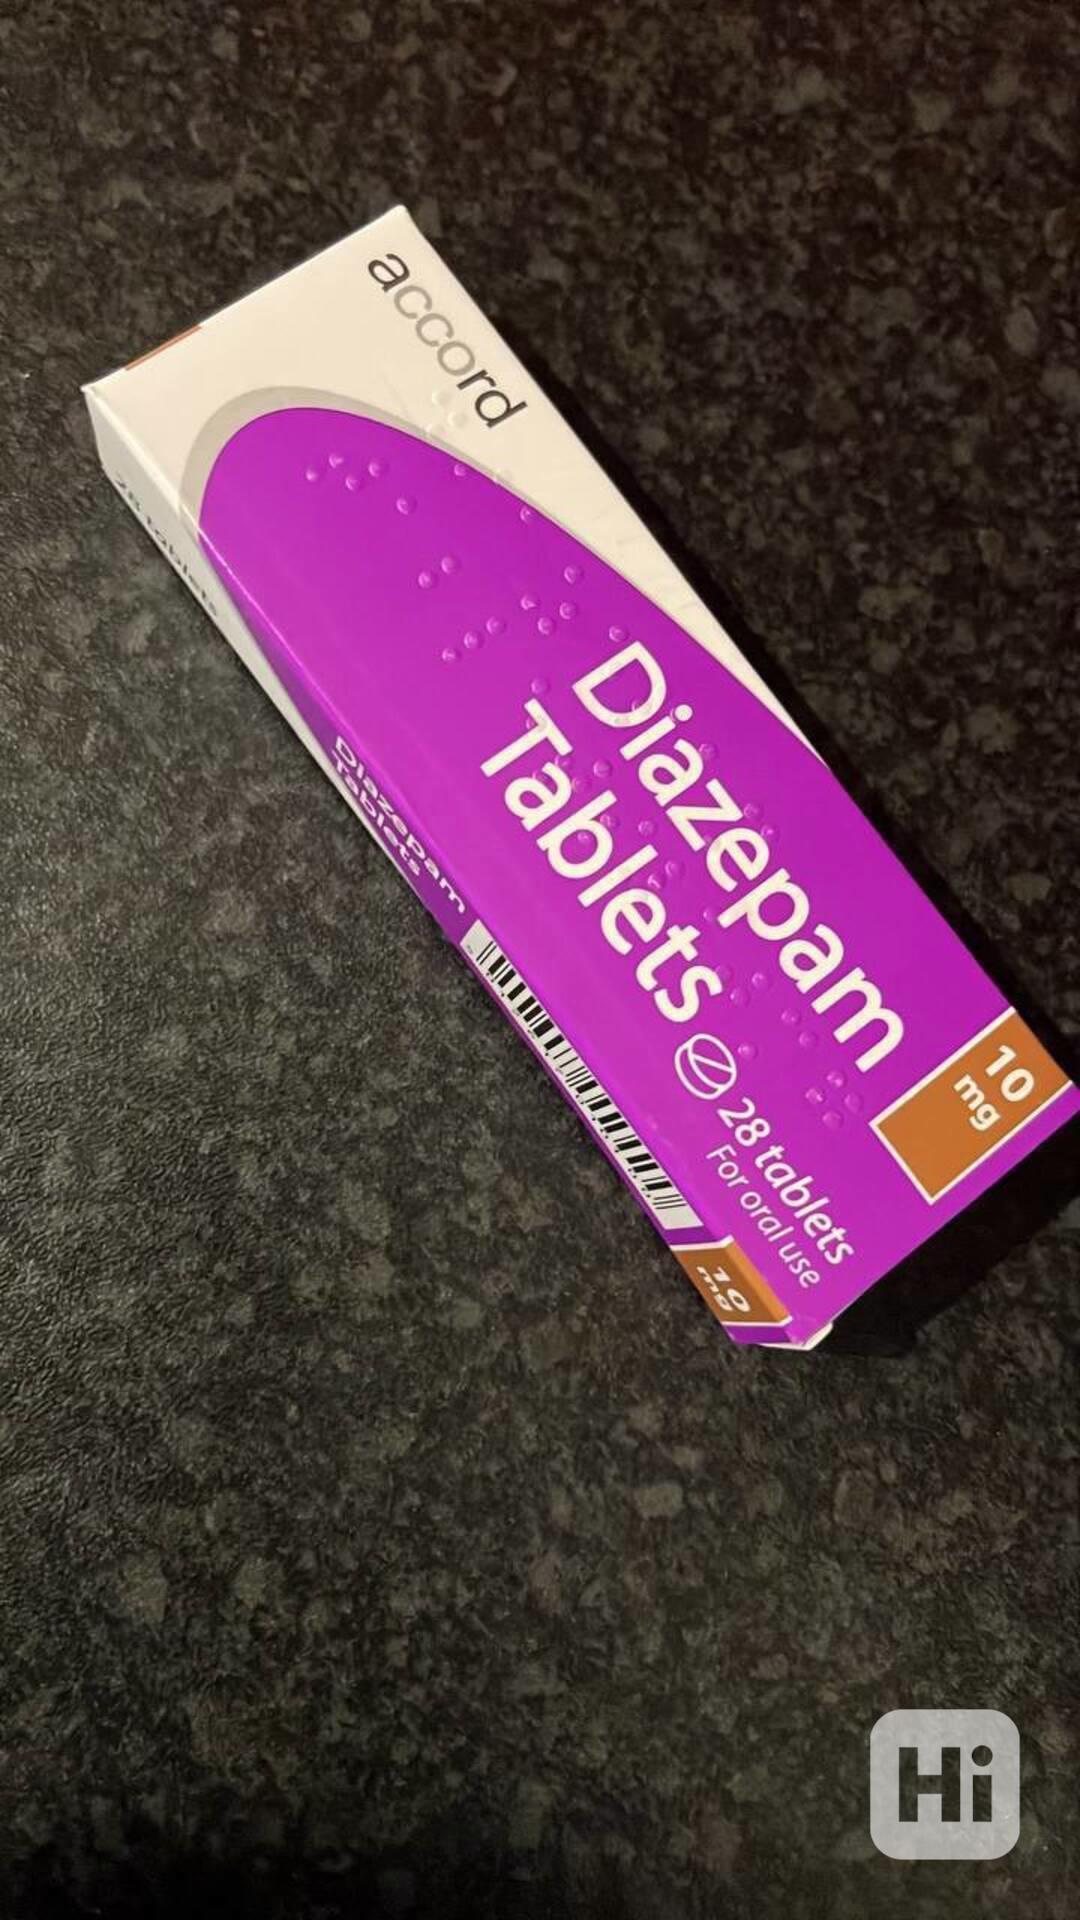 accord
Diazepam
Tablets
10
mg
28 tablets
For oral use
28 tablets
Diazepam
Tablets
10
mg
Hi